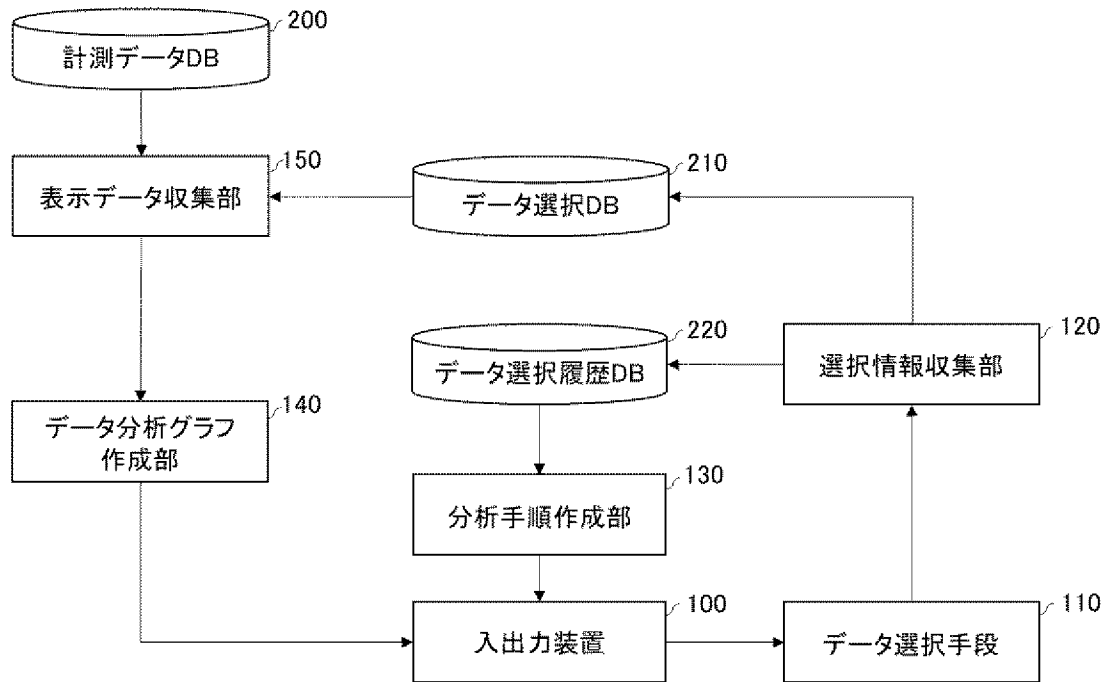 200
計測データDB
150
表示データ収集部
210
データ選択DB
220
データ選択履歴DB
120
選択情報収集部
140
データ分析グラフ
作成部
130
分析手順作成部
100
入出力装置
110
データ選択手段